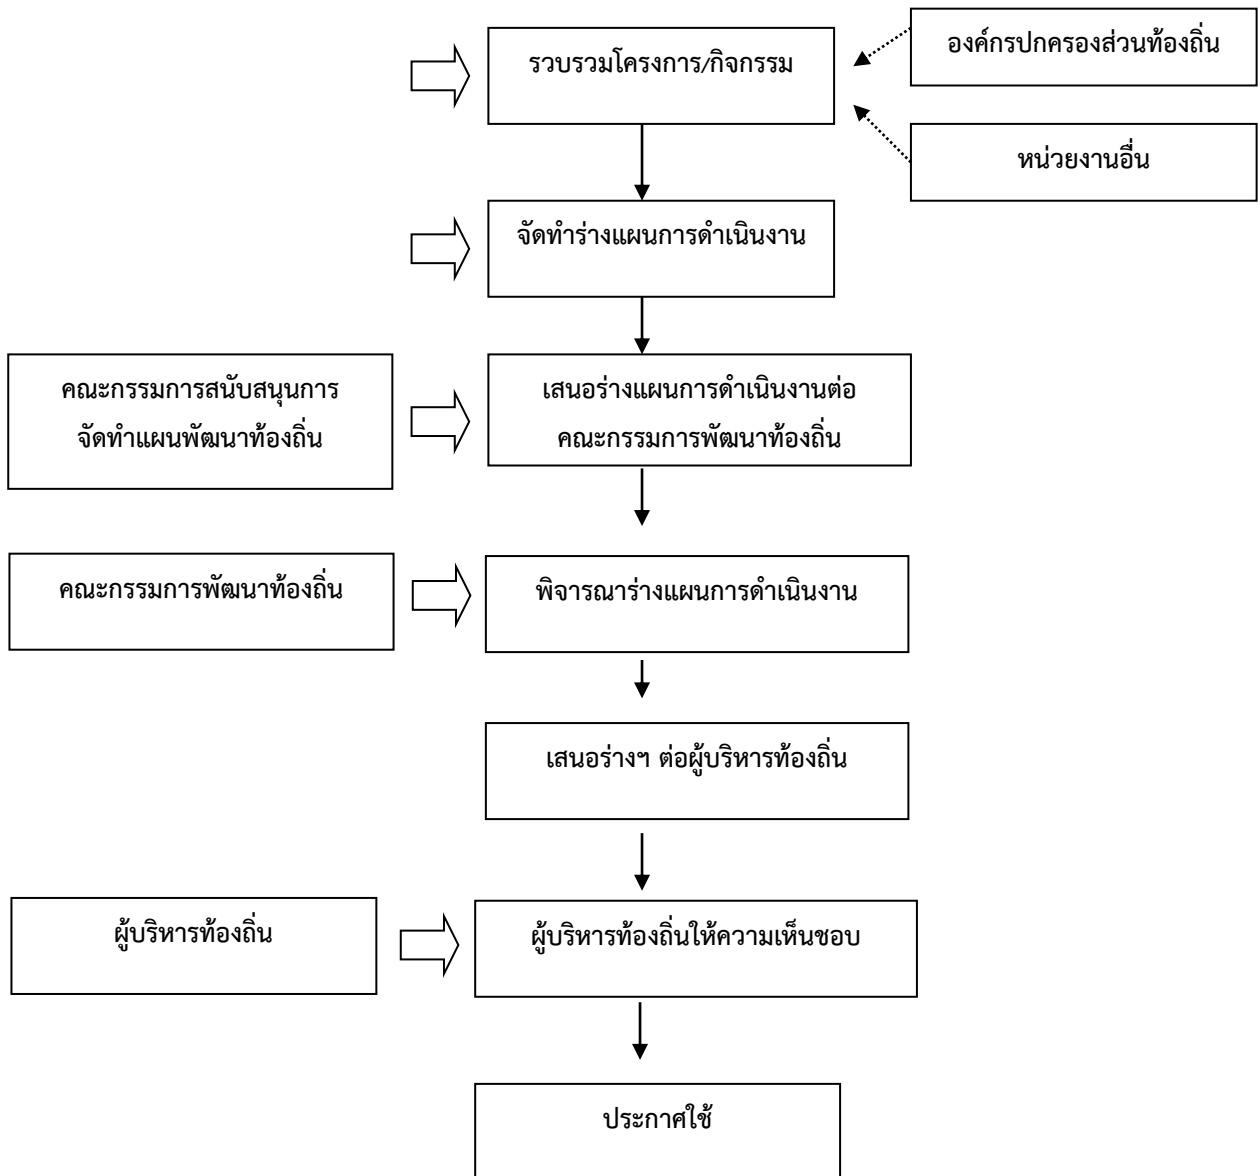 องค์กรปกครองส่วนท้องถิ่น
รวบรวมโครงการ/กิจกรรม
หน่วยงานอื่น
จัดทำร่างแผนการดำเนินงาน
คณะกรรมการสนับสนุนการ
จัดทำแผนพัฒนาท้องถิ่น
เสนอร่างแผนการดำเนินงานต่อ
คณะกรรมการพัฒนาท้องถิ่น
คณะกรรมการพัฒนาท้องถิ่น
พิจารณาร่างแผนการดำเนินงาน
เสนอร่างฯ ต่อผู้บริหารท้องถิ่น
ผู้บริหารท้องถิ่น
ผู้บริหารท้องถิ่นให้ความเห็นชอบ
ประกาศใช้